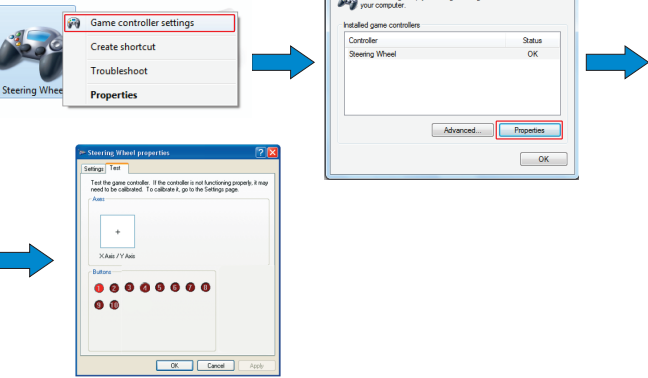 Game controller settings
Create shortcut
Troubleshoot
Properties
Steering Whee
your computer.
Installed game controllers
Controller Status
Steering Wheel OK
Advanced... Properties
OK
Steering Wheel properties
Settings Test
Test the game controller. If the controller is not functioning properly, it may
need to be calibrated. To calibrate it, go to the Settings page.
Axes
X Axis / Y Axis
Buttons
1 2 3 4 5 6 7 8
9 10
OK Cancel Apply